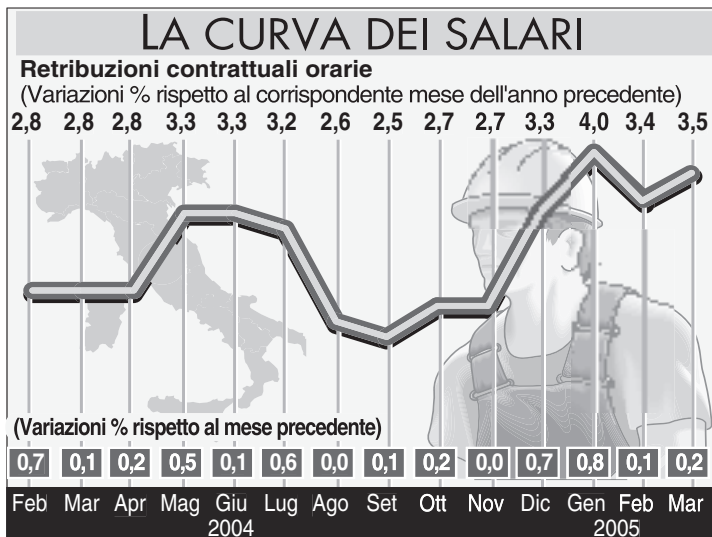 LA CURVA DEI SALARI
Retribuzioni contrattuali orarie
(Variazioni % rispetto al corrispondente mese dell'anno precedente)
2,8 2,8 2,8 3,3 3,3 3,2 2,6 2,5 2,7 2,7 3,3 4,0 3,4 3,5
(Variazioni % rispetto al mese precedente)
0,7 0,1 0,2 0,5 0,1 0,6 0,0 0,1 0,2 0,0 0,7 0,8 0,1 0,2
Feb Mar Apr Mag Giu Lug Ago Set Ott Nov Dic Gen Feb Mar
2004 2005